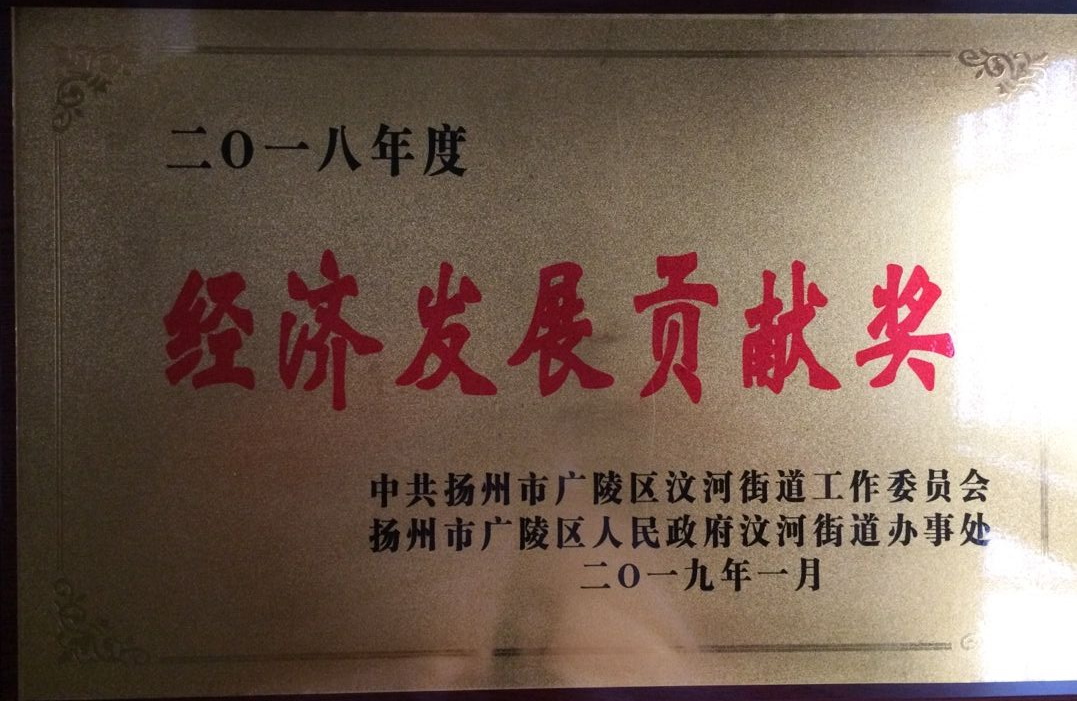 二〇一八年度
经济发展贡献奖
中共扬州市广陵区汶河街道工作委员会
扬州市广陵区人民政府汶河街道办事处
二〇一九年一月